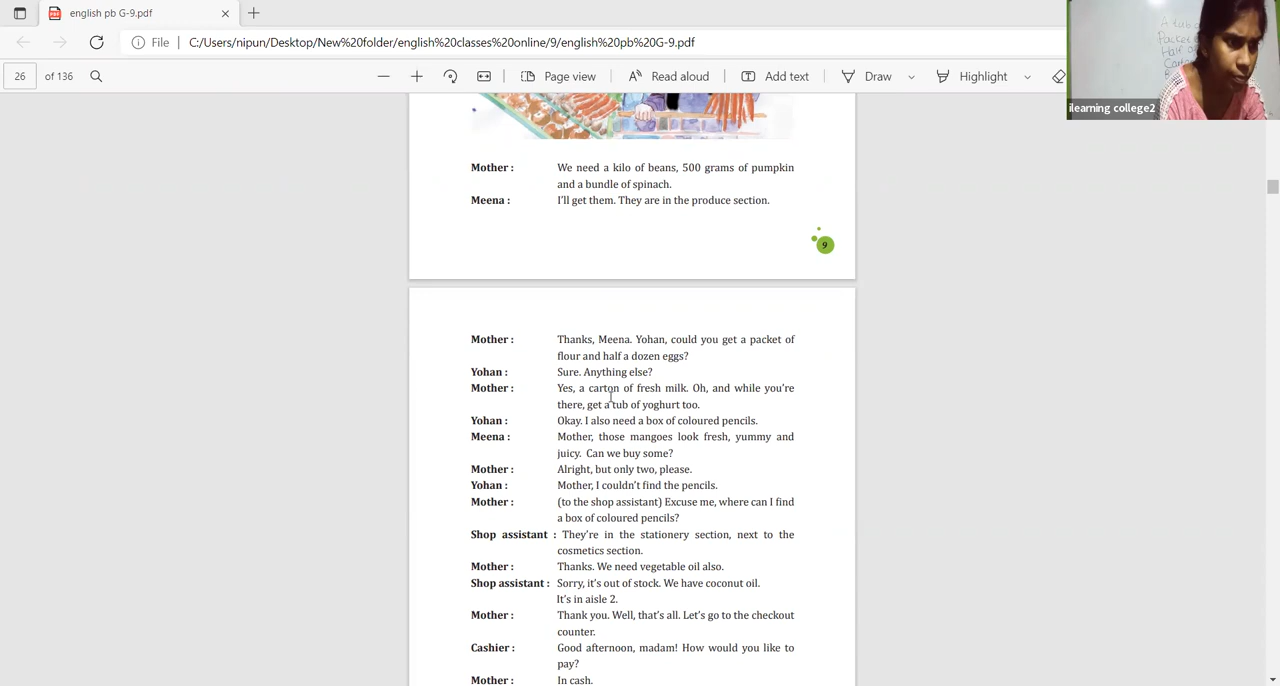 english pb G-9.pdf
File | C:/Users/nipun/Desktop/New%20folder/english%20classes%20online/9/english%20pb%20G-9.pdf
26 of 136 Page view Read aloud Add text Draw Highlight
ilearning college2
Mother : We need a kilo of beans, 500 grams of pumpkin
and a bundle of spinach.
Meena : I'll get them. They are in the produce section.
9
Mother : Thanks, Meena. Yohan, could you get a packet of
flour and half a dozen eggs?
Yohan : Sure. Anything else?
Mother : Yes, a carton of fresh milk. Oh, and while you're
there, get a tub of yoghurt too.
Yohan : Okay. I also need a box of coloured pencils.
Meena : Mother, those mangoes look fresh, yummy and
juicy. Can we buy some?
Mother : Alright, but only two, please.
Yohan : Mother, I couldn't find the pencils.
Mother : (to the shop assistant) Excuse me, where can I find
a box of coloured pencils?
Shop assistant : They're in the stationery section, next to the
cosmetics section.
Mother : Thanks. We need vegetable oil also.
Shop assistant : Sorry, it's out of stock. We have coconut oil.
It's in aisle 2.
Mother : Thank you. Well, that's all. Let's go to the checkout
counter.
Cashier : Good afternoon, madam! How would you like to
pay?
Mother : In cash.